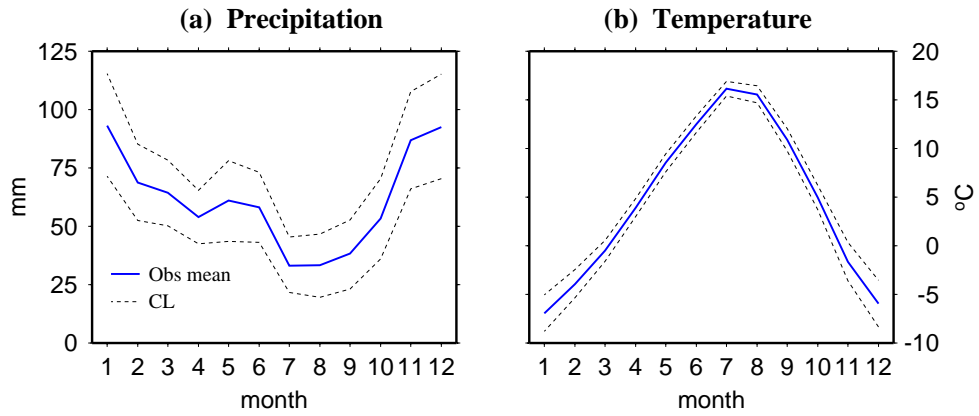 (a) Precipitation
125
100
75
50
25
0
mm
Obs mean
CL
1 2 3 4 5 6 7 8 9 10 11 12
month
(b) Temperature
20
15
10
5
0
-5
-10
ºC
1 2 3 4 5 6 7 8 9 10 11 12
month